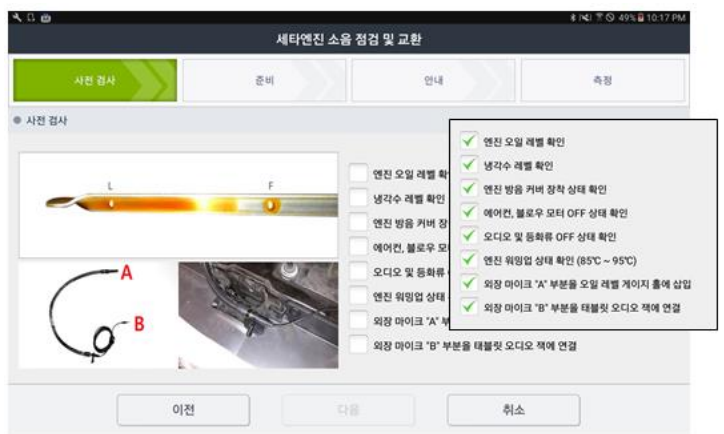 49% 10:17 PM
세타엔진 소음 점검 및 교환
사전 검사
준비
안내
측정
사전 검사
L
F
A
B
엔진 오일 레벨 확
냉각수 레벨 확인
엔진 방음 커버 장
에어컨, 블로우 모
오디오 및 등화류
엔진 워밍업 상태
외장 마이크 "A" 부
외장 마이크 "B" 부분을 태블릿 오디오 잭에 연결
엔진 오일 레벨 확인
냉각수 레벨 확인
엔진 방음 커버 장착 상태 확인
에어컨, 블로우 모터 OFF 상태 확인
오디오 및 등화류 OFF 상태 확인
엔진 워밍업 상태 확인 (85℃ ~ 95℃)
외장 마이크 "A" 부분을 오일 레벨 게이지 홀에 삽입
외장 마이크 "B" 부분을 태블릿 오디오 잭에 연결
이전
다음
취소